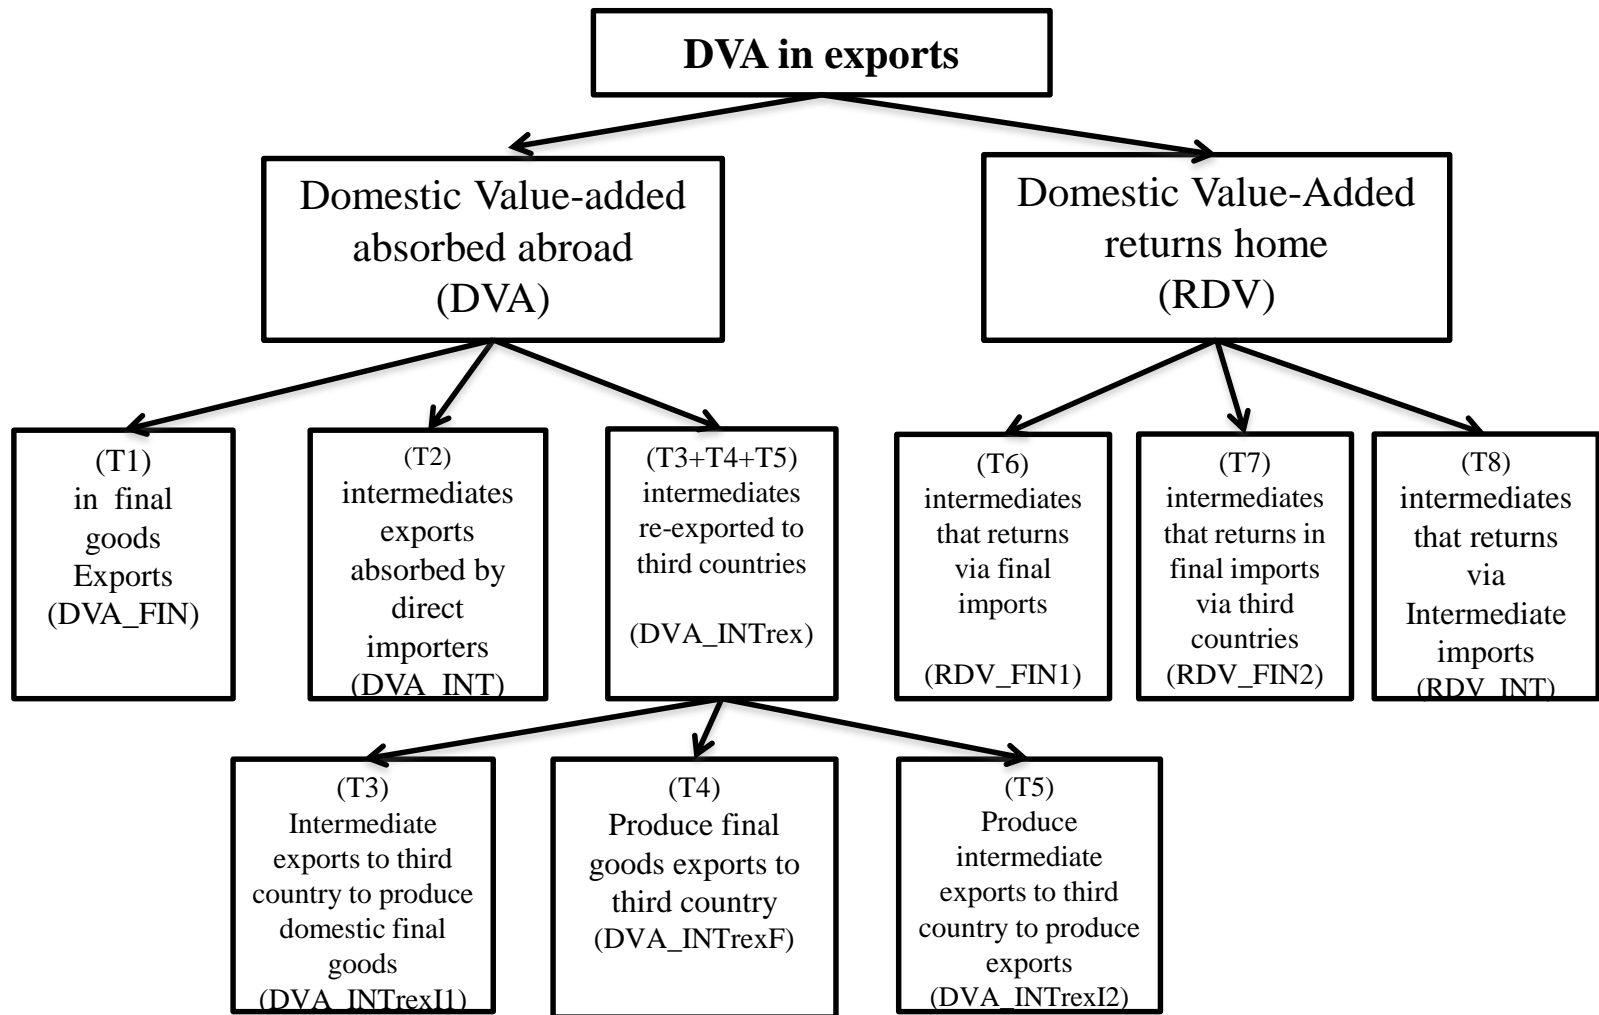 DVA in exports
Domestic Value-added
absorbed abroad
(DVA)
Domestic Value-Added
returns home
(RDV)
(T1)
in final
goods
Exports
(DVA_FIN)
(T2)
intermediates
exports
absorbed by
direct
importers
(DVA_INT)
(T3+T4+T5)
intermediates
re-exported to
third countries
(DVA_INTrex)
(T6)
intermediates
that returns
via final
imports
(RDV_FIN1)
(T7)
intermediates
that returns in
final imports
via third
countries
(RDV_FIN2)
(T8)
intermediates
that returns
via
Intermediate
imports
(RDV_INT)
(T3)
Intermediate
exports to third
country to produce
domestic final
goods
(DVA_INTrexI1)
(T4)
Produce final
goods exports to
third country
(DVA_INTrexF)
(T5)
Produce
intermediate
exports to third
country to produce
exports
(DVA_INTrexI2)